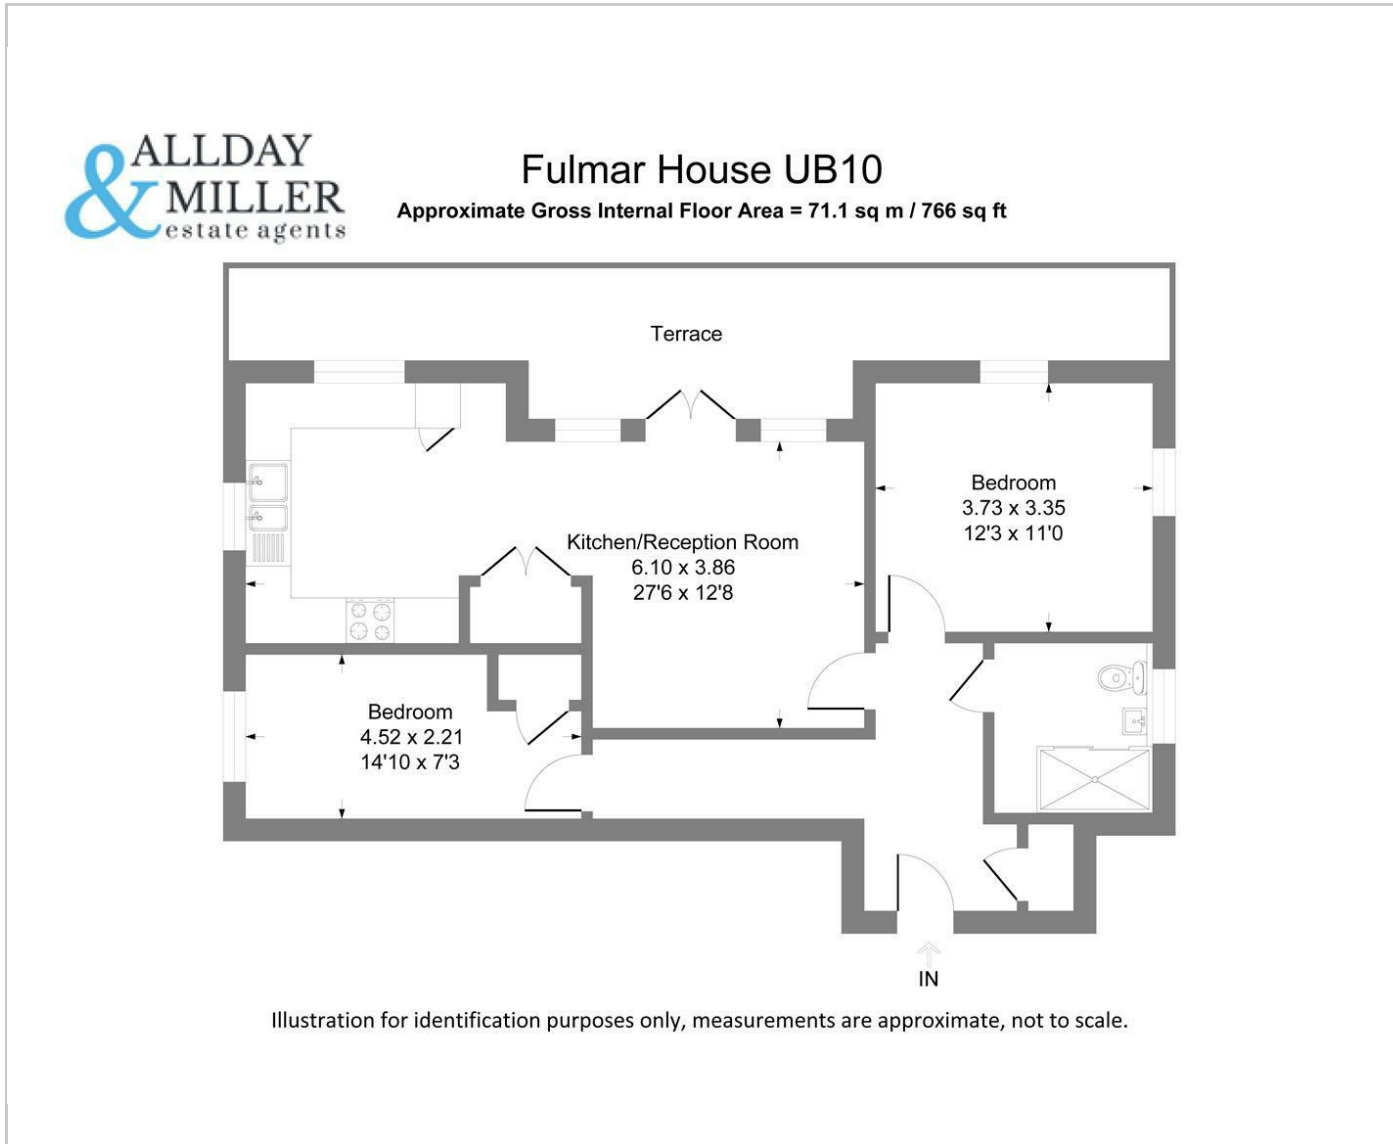 ALLDAY
& MILLER
estate agents
Fulmar House UB10
Approximate Gross Internal Floor Area = 71.1 sq m / 766 sq ft
Terrace
Bedroom
3.73 x 3.35
12'3 x 11'0
Kitchen/Reception Room
6.10 x 3.86
27'6 x 12'8
Bedroom
4.52 x 2.21
14'10 x 7'3
IN
Illustration for identification purposes only, measurements are approximate, not to scale.